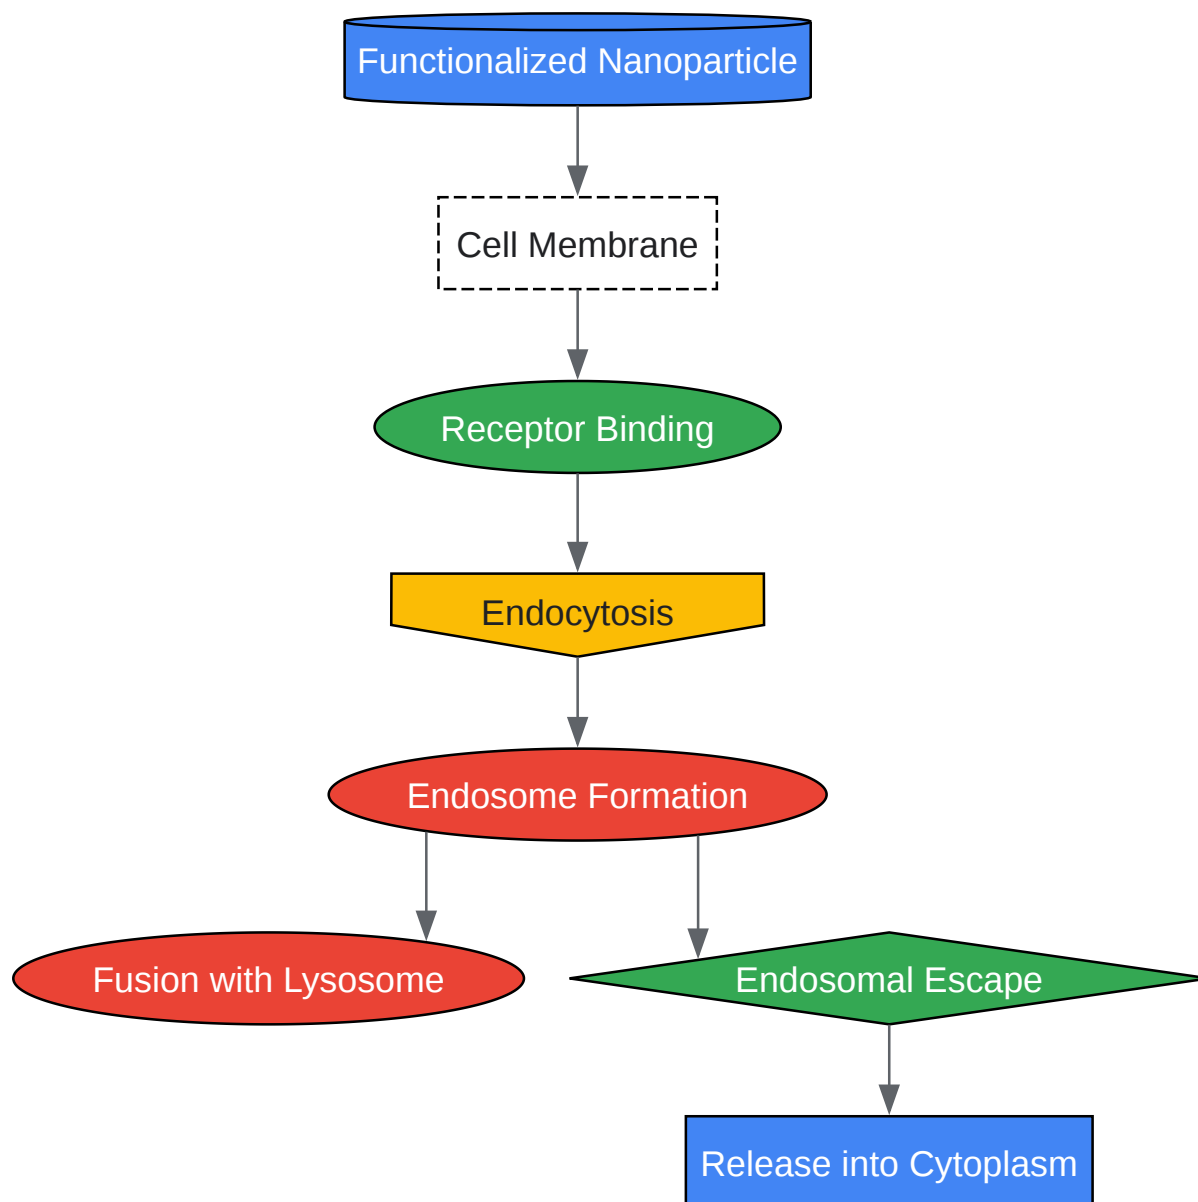 Functionalized Nanoparticle
Cell Membrane
Receptor Binding
Endocytosis
Endosome Formation
Fusion with Lysosome
Endosomal Escape
Release into Cytoplasm